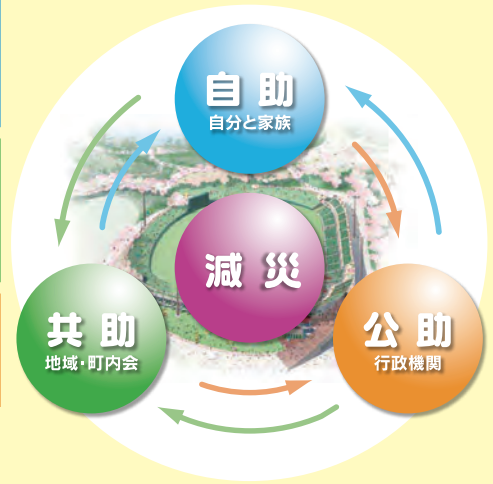 自助
自分と家族
減災
共助
地域・町内会
公助
行政機関